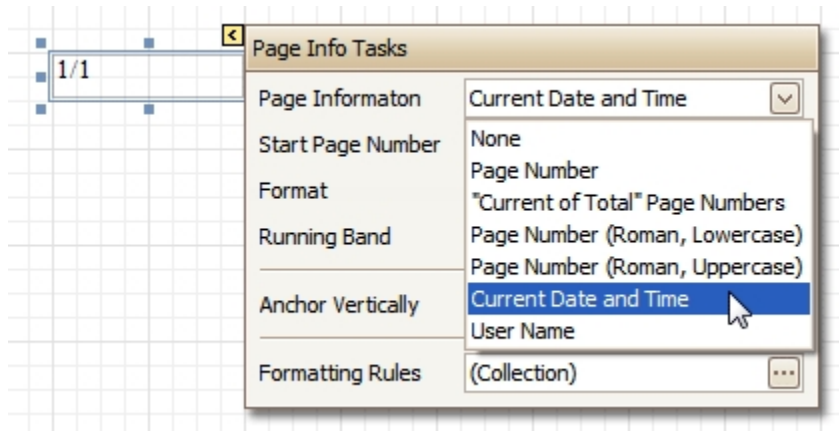 1/1
Page Info Tasks
Page Informaton Current Date and Time
Start Page Number
Format
Running Band
Anchor Vertically
Formatting Rules (Collection)
None
Page Number
"Current of Total" Page Numbers
Page Number (Roman, Lowercase)
Page Number (Roman, Uppercase)
Current Date and Time
User Name